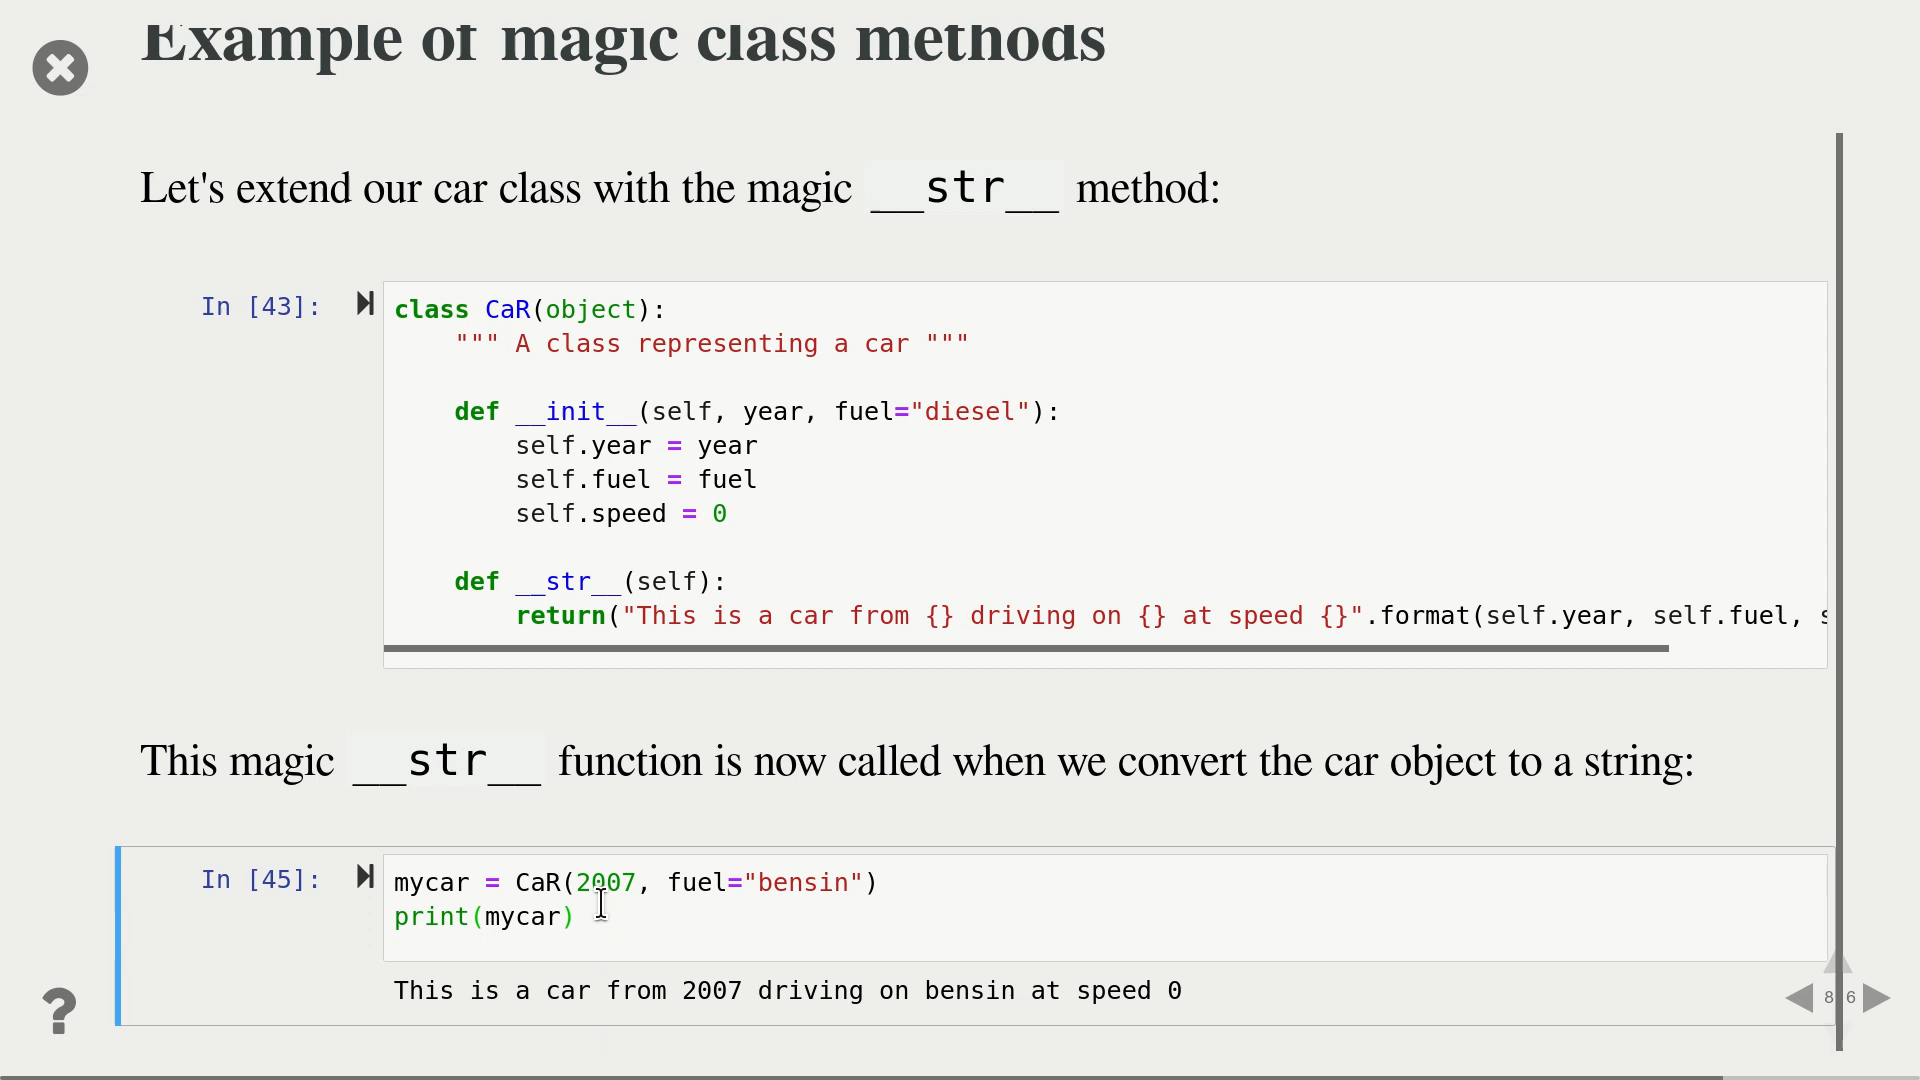 Example of magic class methods
Let's extend our car class with the magic __str__ method:
In [43]:
class CaR(object):
    """ A class representing a car """
    def __init__(self, year, fuel="diesel"):
        self.year = year
        self.fuel = fuel
        self.speed = 0
    def __str__(self):
        return("This is a car from {} driving on {} at speed {}".format(self.year, self.fuel, s
This magic __str__ function is now called when we convert the car object to a string:
In [45]:
mycar = CaR(2007, fuel="bensin")
print(mycar)
This is a car from 2007 driving on bensin at speed 0
8 6